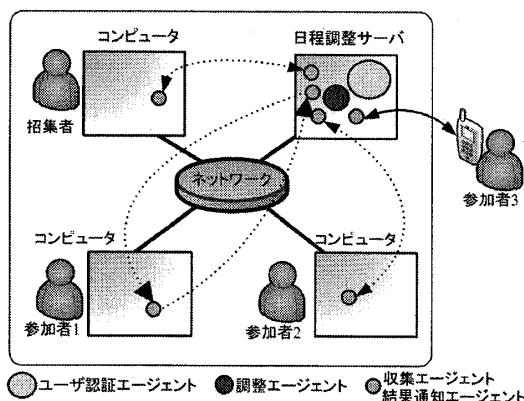 コンピュータ
日程調整サーバ
招集者
ネットワーク
参加者3
コンピュータ
コンピュータ
参加者1
参加者2
ユーザ認証エージェント
調整エージェント
収集エージェント
結果通知エージェント